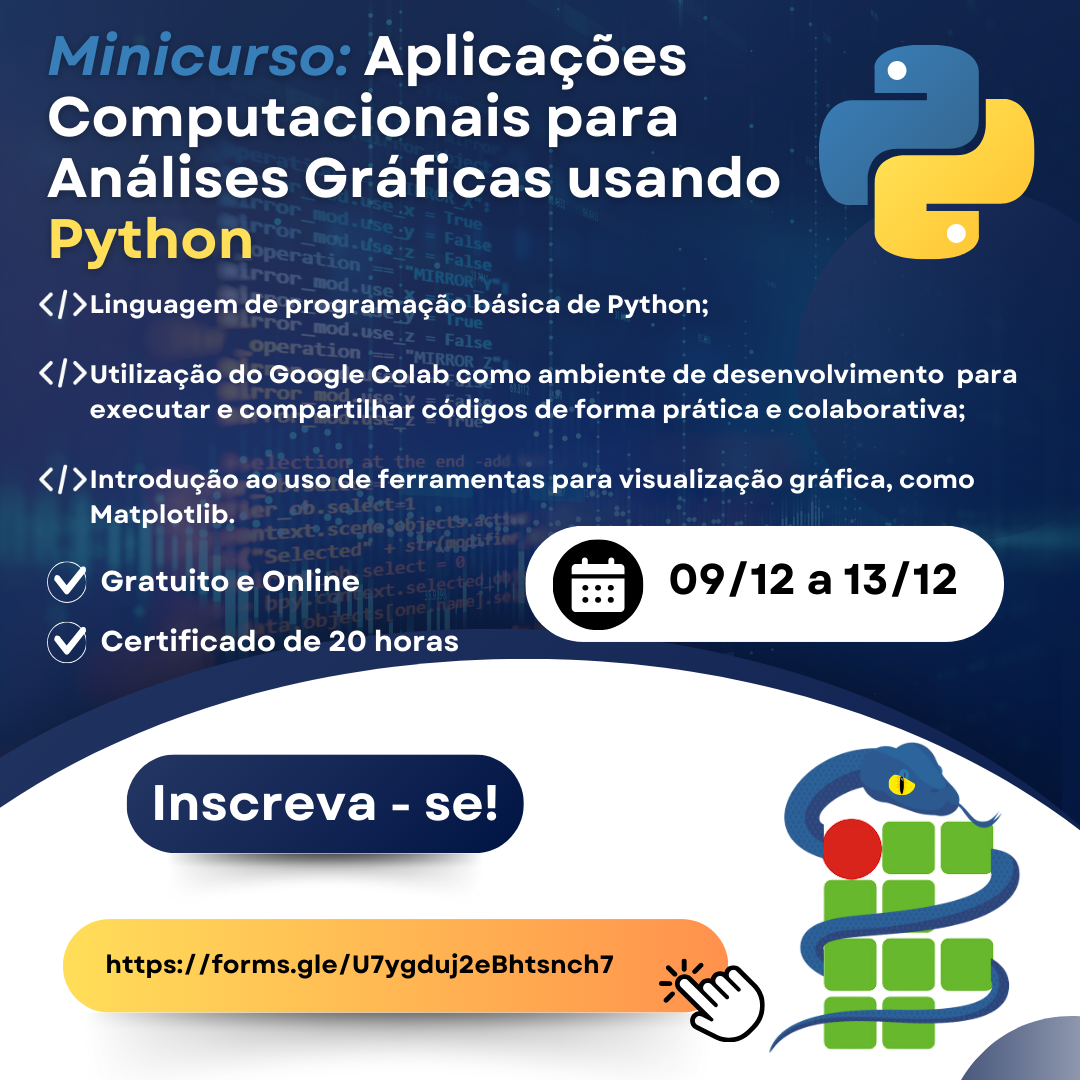 Minicurso: Aplicações
Computacionais para
Análises Gráficas usando
Python
Linguagem de programação básica de Python;
Utilização do Google Colab como ambiente de desenvolvimento para
executar e compartilhar códigos de forma prática e colaborativa;
Introdução ao uso de ferramentas para visualização gráfica, como
Matplotlib.
Gratuito e Online
Certificado de 20 horas
09/12 a 13/12
Inscreva - se!
https://forms.gle/U7ygduj2eBhtsnch7